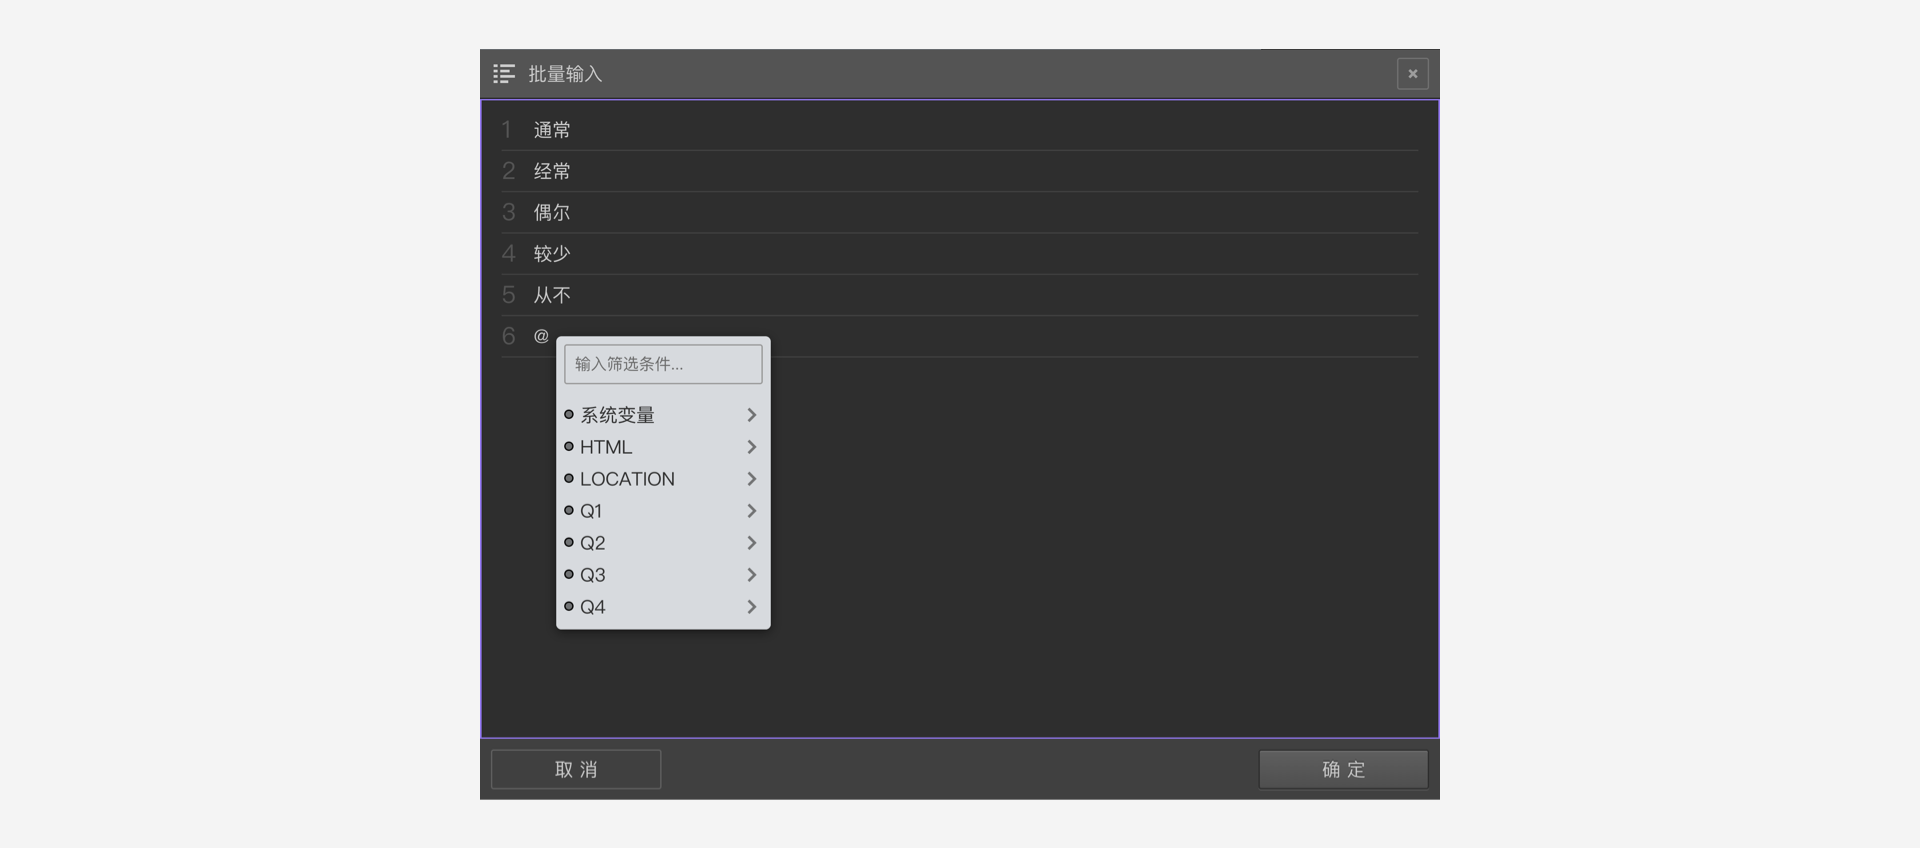 批量输入
1 通常
2 经常
3 偶尔
4 较少
5 从不
6 @
输入筛选条件...
系统变量
HTML
LOCATION
Q1
Q2
Q3
Q4
取消
确定